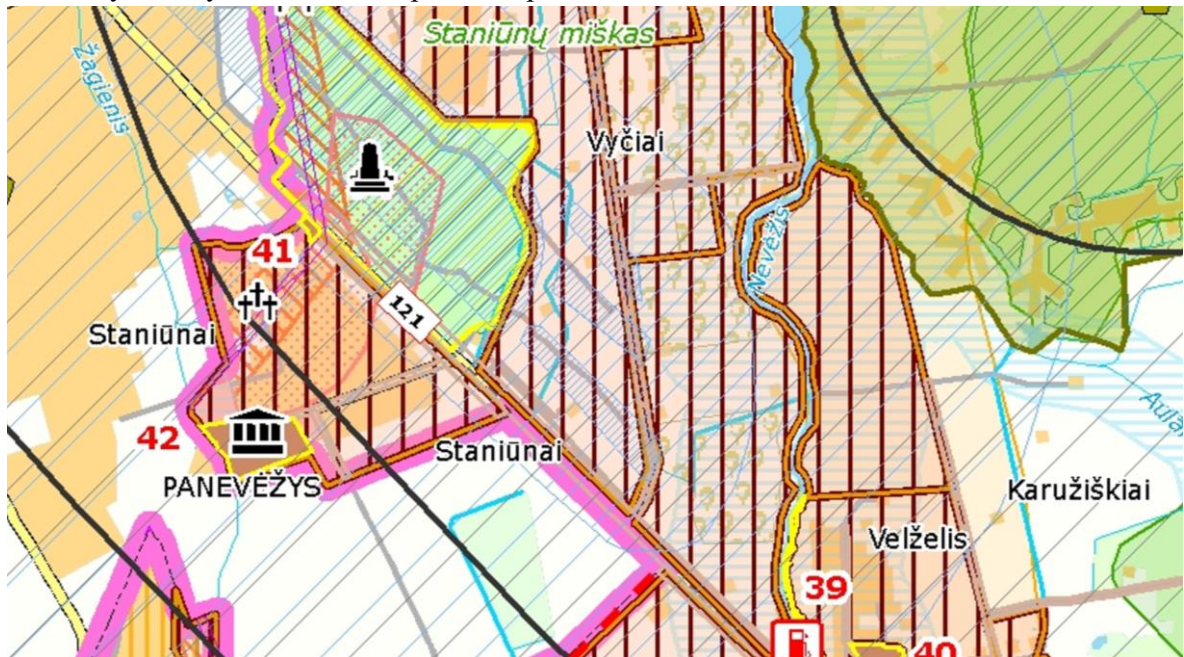 Staniūnų miškas
Žagienis
Vyčiai
Nevėžis
41
121
Staniūnai
42
Staniūnai
PANEVĖŽYS
Karužiškiai
Velželis
39
40